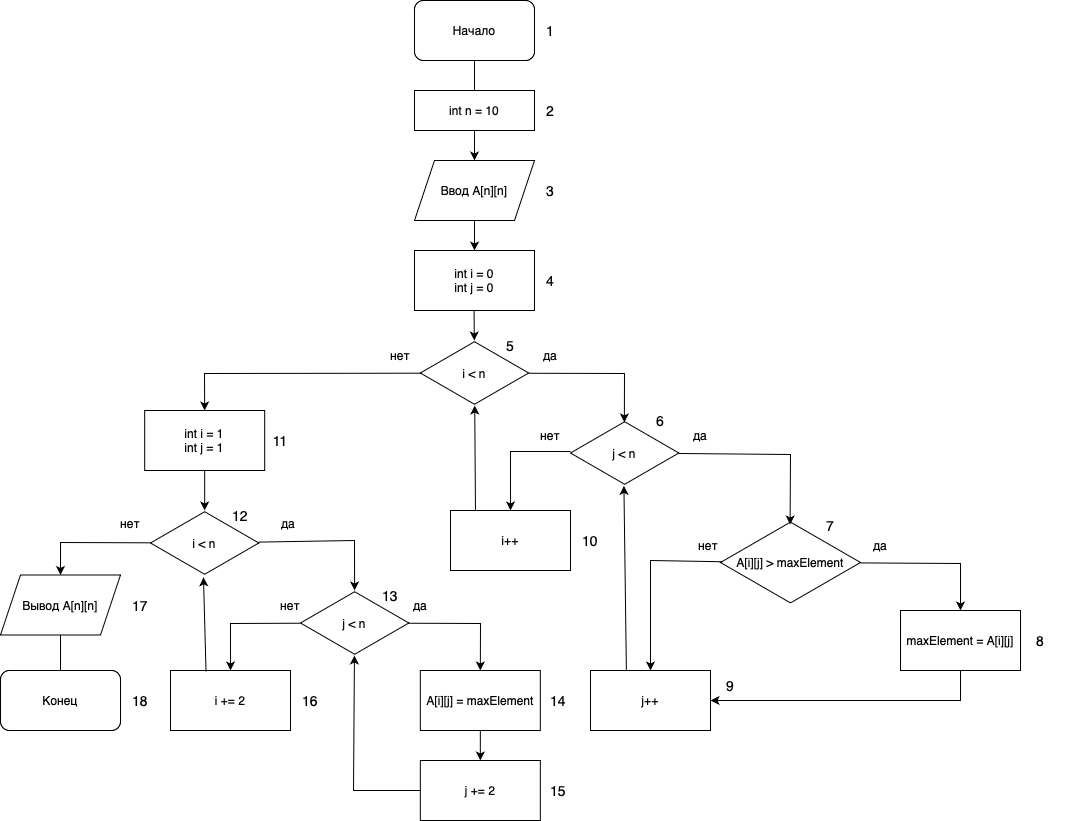 Начало
1
int n = 10
2
Ввод A[n][n]
3
int i = 0
int j = 0
4
5
нет
да
i < n
6
int i = 1
int j = 1
11
нет
да
j < n
12
нет
да
i < n
i++
10
7
нет
да
A[i][j] > maxElement
13
Вывод A[n][n]
17
нет
да
j < n
maxElement = A[i][j]
8
9
Конец
18
i += 2
16
A[i][j] = maxElement
14
j++
j += 2
15